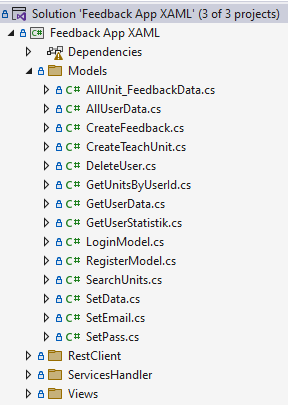 Solution 'Feedback App XAML' (3 of 3 projects)
C# Feedback App XAML
Dependencies
Models
C# AllUnit_FeedbackData.cs
C# AllUserData.cs
C# CreateFeedback.cs
C# CreateTeachUnit.cs
C# DeleteUser.cs
C# GetUnitsByUserId.cs
C# GetUserData.cs
C# GetUserStatistik.cs
C# LoginModel.cs
C# RegisterModel.cs
C# SearchUnits.cs
C# SetData.cs
C# SetEmail.cs
C# SetPass.cs
RestClient
ServicesHandler
Views